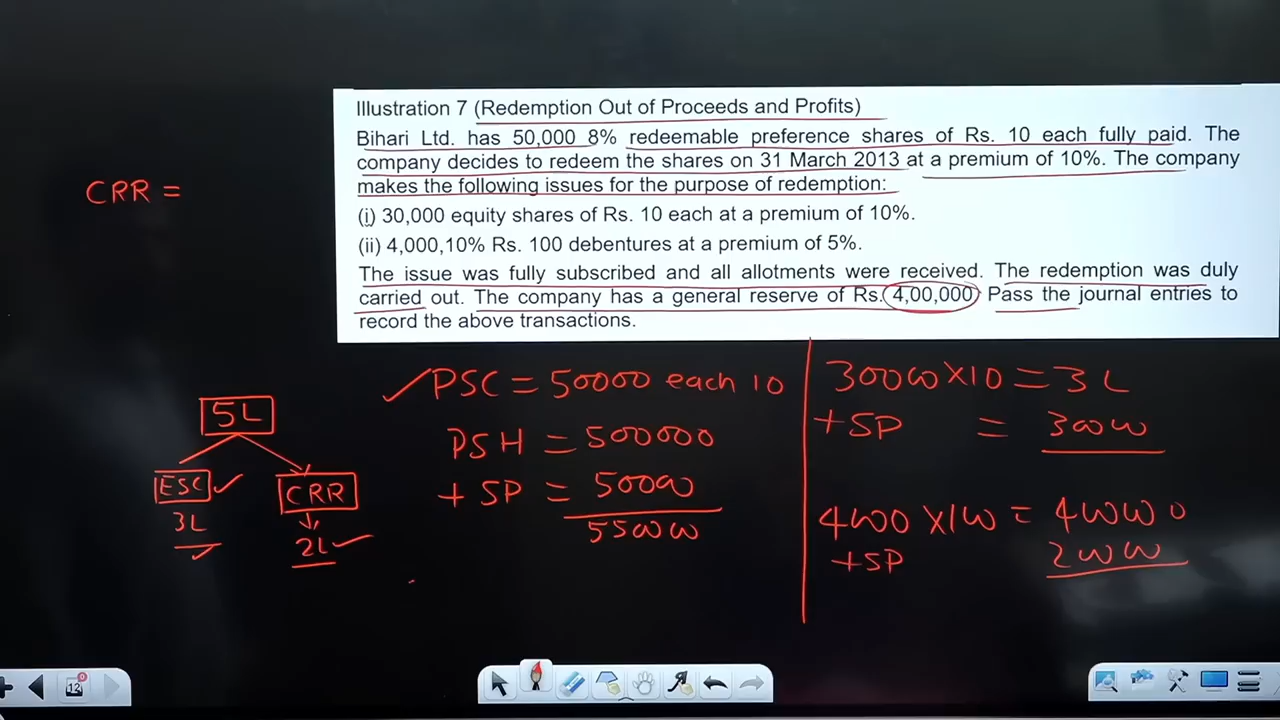 Illustration 7 (Redemption Out of Proceeds and Profits)
Bihari Ltd. has 50,000 8% redeemable preference shares of Rs. 10 each fully paid. The
company decides to redeem the shares on 31 March 2013 at a premium of 10%. The company
makes the following issues for the purpose of redemption:
(i) 30,000 equity shares of Rs. 10 each at a premium of 10%.
(ii) 4,000,10% Rs. 100 debentures at a premium of 5%.
The issue was fully subscribed and all allotments were received. The redemption was duly
carried out. The company has a general reserve of Rs. 4,00,000 Pass the journal entries to
record the above transactions.
CRR =
5L
ESC
CRR
3L
2L
PSC = 50000 each 10
PSH = 500000
+ SP = 50000
550000
30000 X 10 = 3 L
+ SP = 30000
4000 X 100 = 400000
+ SP 20000
12